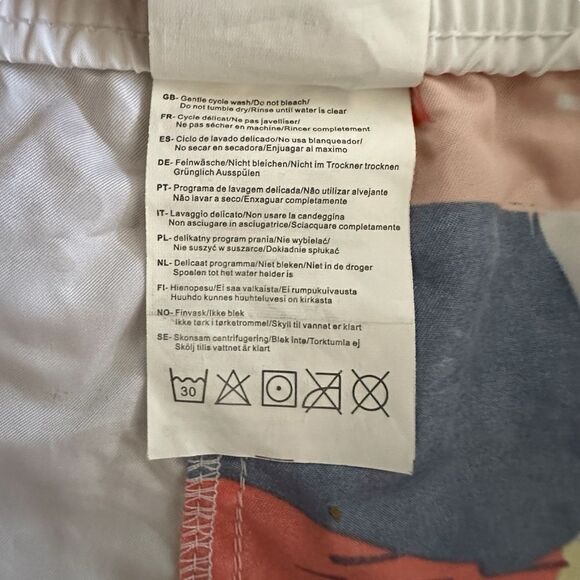 GB- Gentle cycle wash/Do not bleach/
Do not tumble dry/Rinse until water is clear
FR- Cycle délicat/Ne pas javelliser/
Ne pas sécher en machine/Rincer complètement
ES- Ciclo de lavado delicado/No usa blanqueador/
No secar en secadora/Enjuagar al maximo
DE- Feinwäsche/Nicht bleichen/Nicht im Trockner trocknen
Grünglich Ausspülen
PT- Programa de lavagem delicada/Não utilizar alvejante
Não lavar a seco/Enxaguar completamente
IT- Lavaggio delicato/Non usare la candeggina
Non asciugare in asciugatrice/Sciacquare completamente
PL- delikatny program prania/Nie wybielać/
Nie suszyć w suszarce/Dokładnie spłukać
NL- Delicaat programma/Niet bleken/Niet in de droger
Spoelen tot het water helder is
FI- Hienopesu/Ei saa valkaista/Ei rumpukuivausta
Huuhdo kunnes huuhteluvesi on kirkasta
NO- Finvask/Ikke blek
Ikke tørk i tørketrommel/Skyll til vannet er klart
SE- Skonsam centrifugering/Blek inte/Torktumla ej
Skölj tills vattnet är klart
30